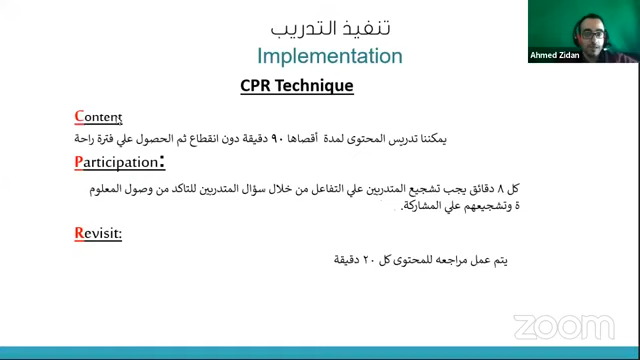 تنفيذ التدريب
Implementation
Ahmed Zidan
CPR Technique
Content
يمكننا تدريس المحتوى لمدة أقصاها ٩٠ دقيقة دون انقطاع ثم الحصول علي فترة راحة
Participation:
كل ٨ دقائق يجب تشجيع المتدربين علي التفاعل من خلال سؤال المتدربين للتاكد من وصول المعلوم
ة وتشجيعهم علي المشاركة.
Revisit:
يتم عمل مراجعه للمحتوى كل ٢٠ دقيقة
zoom